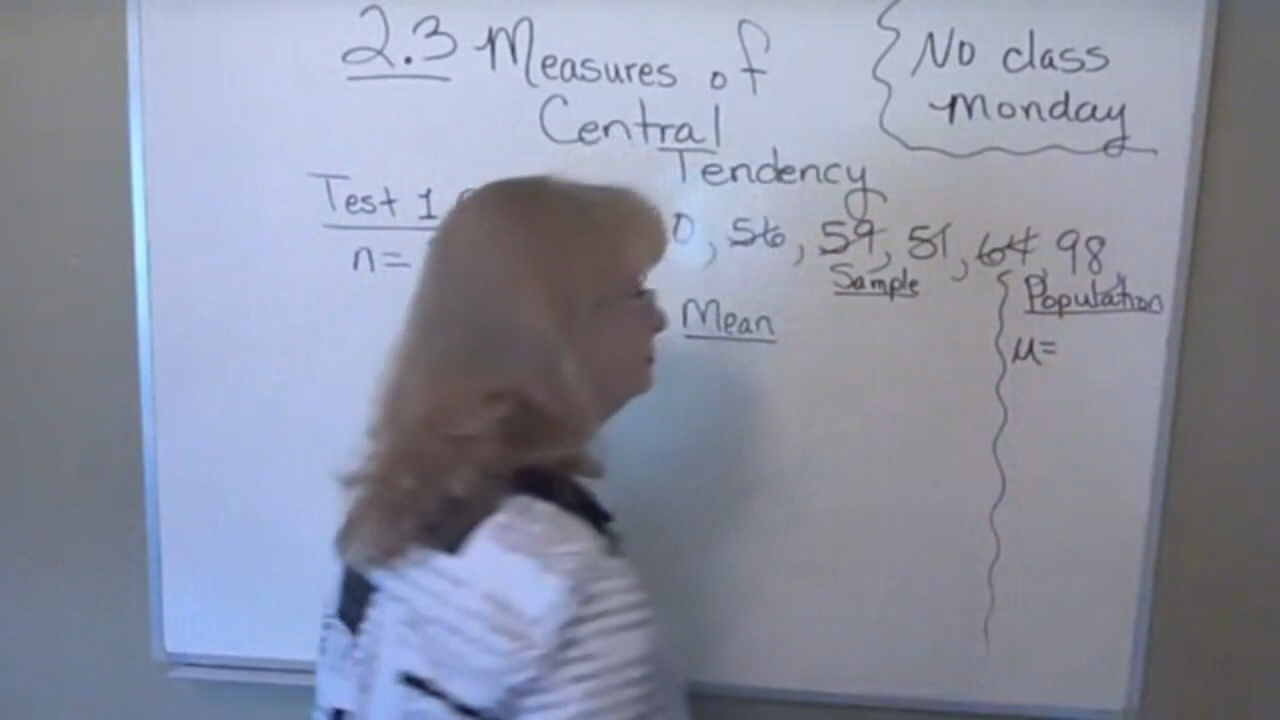 2.3 Measures of
Central
Tendency
No class
Monday
Test 1
0, 56, 59, 51, 64 98
n=
Sample
Population
Mean
μ=